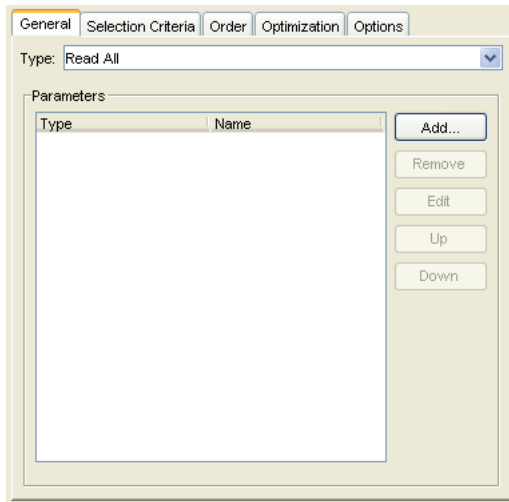 General Selection Criteria Order Optimization Options
Type: Read All
Parameters
Type Name
Add...
Remove
Edit
Up
Down